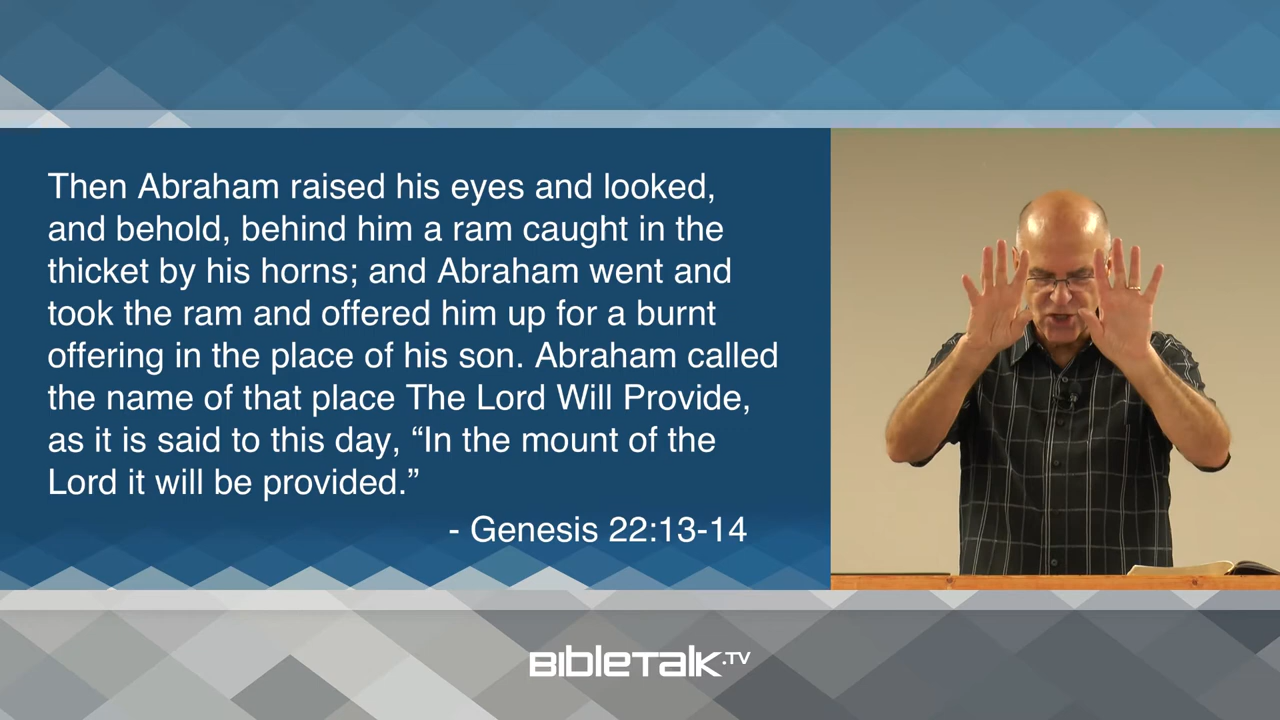 Then Abraham raised his eyes and looked,
and behold, behind him a ram caught in the
thicket by his horns; and Abraham went and
took the ram and offered him up for a burnt
offering in the place of his son. Abraham called
the name of that place The Lord Will Provide,
as it is said to this day, “In the mount of the
Lord it will be provided.”
- Genesis 22:13-14
BIBLETALK.TV